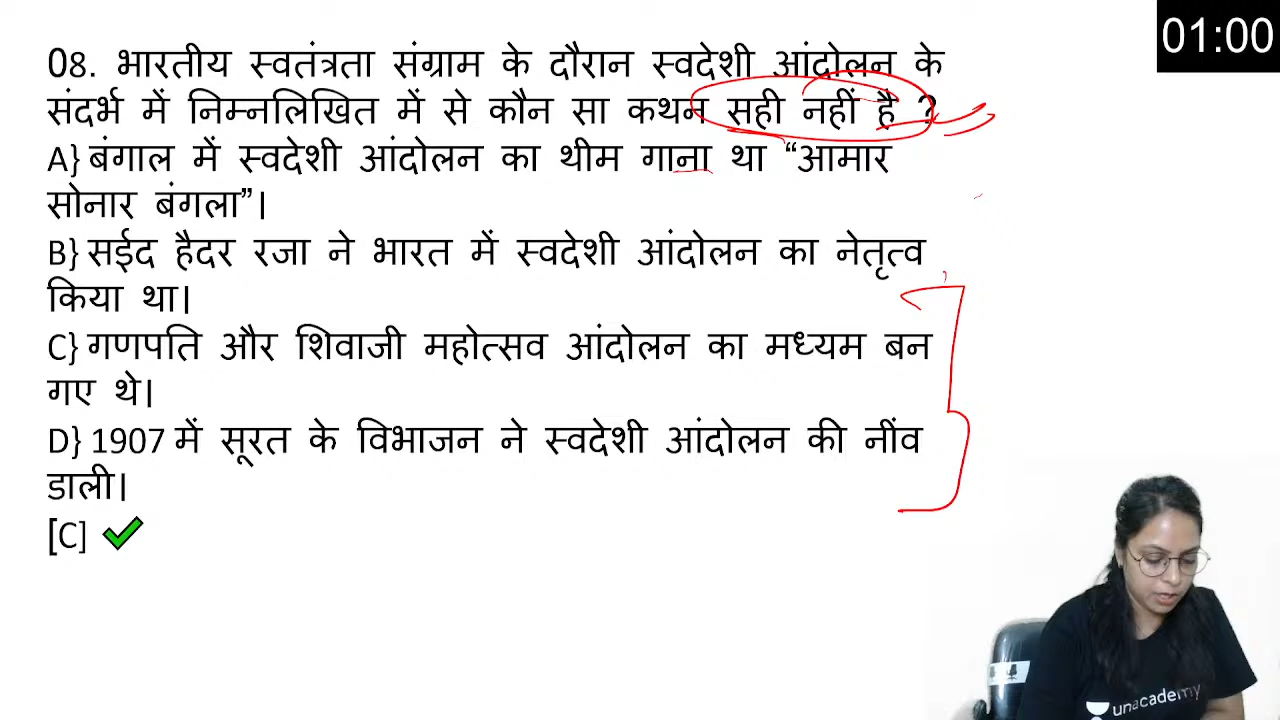 01:00
08. भारतीय स्वतंत्रता संग्राम के दौरान स्वदेशी आंदोलन के
संदर्भ में निम्नलिखित में से कौन सा कथन सही नहीं है ?
A} बंगाल में स्वदेशी आंदोलन का थीम गाना था “आमार
सोनार बंगला”।
B} सईद हैदर रजा ने भारत में स्वदेशी आंदोलन का नेतृत्व
किया था।
C} गणपति और शिवाजी महोत्सव आंदोलन का मध्यम बन
गए थे।
D} 1907 में सूरत के विभाजन ने स्वदेशी आंदोलन की नींव
डाली।
[C]
unacademy